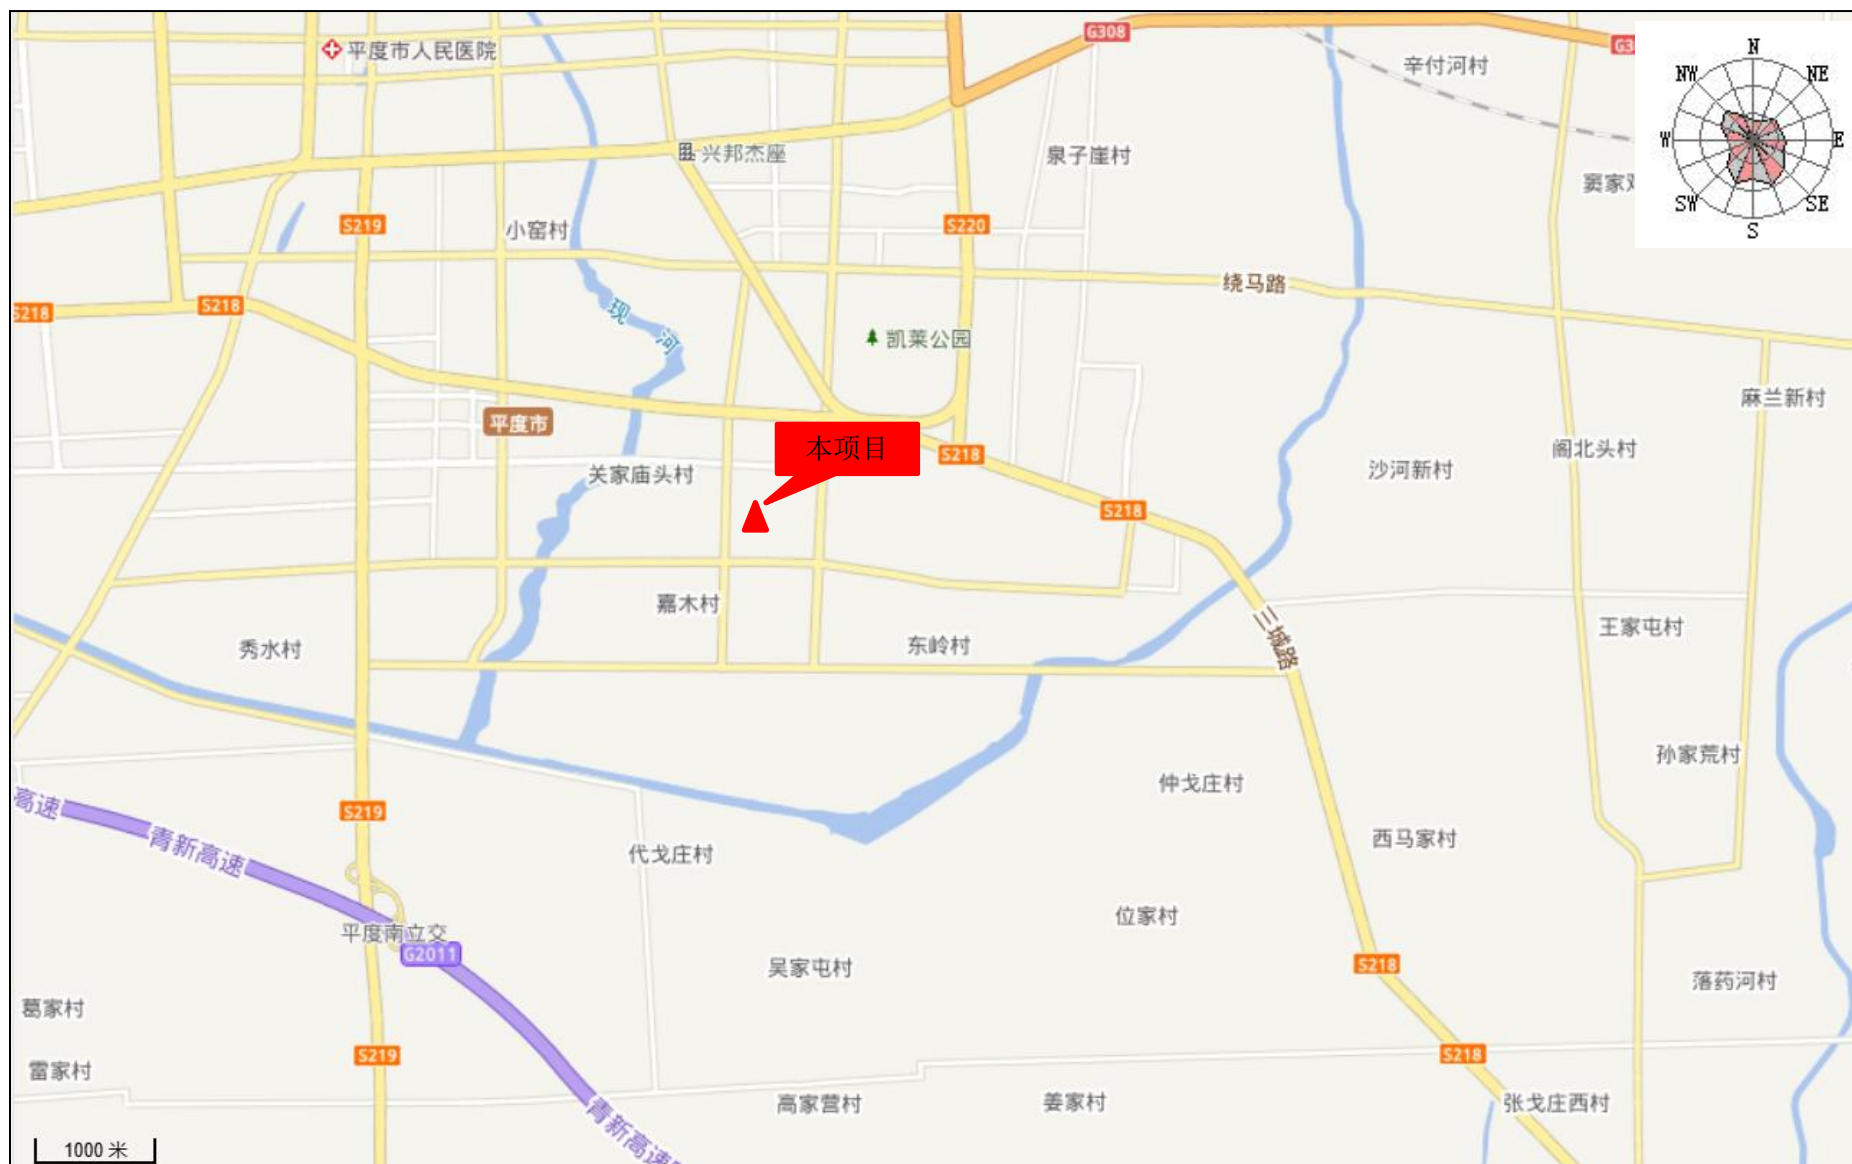 平度市人民医院
G308
辛付河村
G3
N
NW
NE
W
E
SW
SE
S
兴邦杰座
泉子崖村
窦家
S219
小窑村
S220
绕马路
S218
S218
现河
凯莱公园
麻兰新村
平度市
本项目
S218
阁北头村
沙河新村
关家庙头村
S218
嘉木村
三城路
王家屯村
东岭村
秀水村
孙家荒村
仲戈庄村
高速
S219
青新高速
西马家村
代戈庄村
位家村
平度南立交
G2011
吴家屯村
S218
落药河村
葛家村
S219
S218
雷家村
高家营村
姜家村
张戈庄西村
青新高速
1000 米